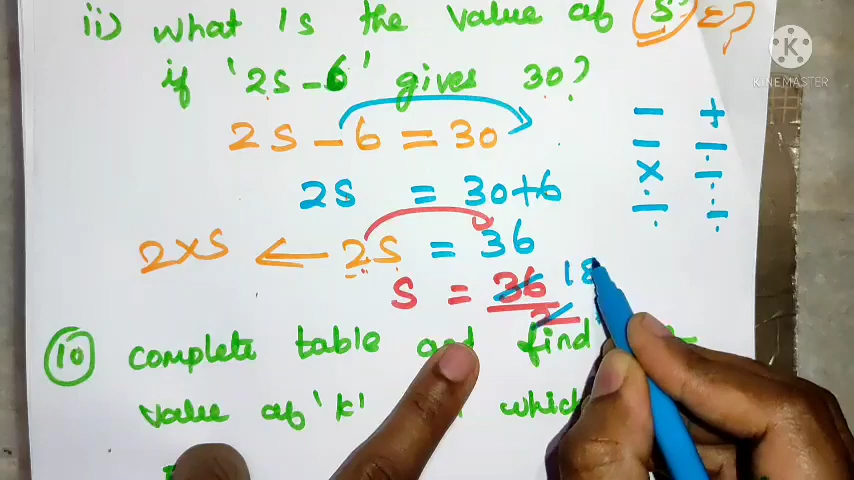 ii) What is the value of 's'
if '2s-6' gives 30?
2s - 6 = 30
2s = 30+6
2xs ← 2s = 36
s = 36/2 18
- +
- ÷
x ÷
÷
10 complete table and find
value of 'k' which
K
KINEMASTER